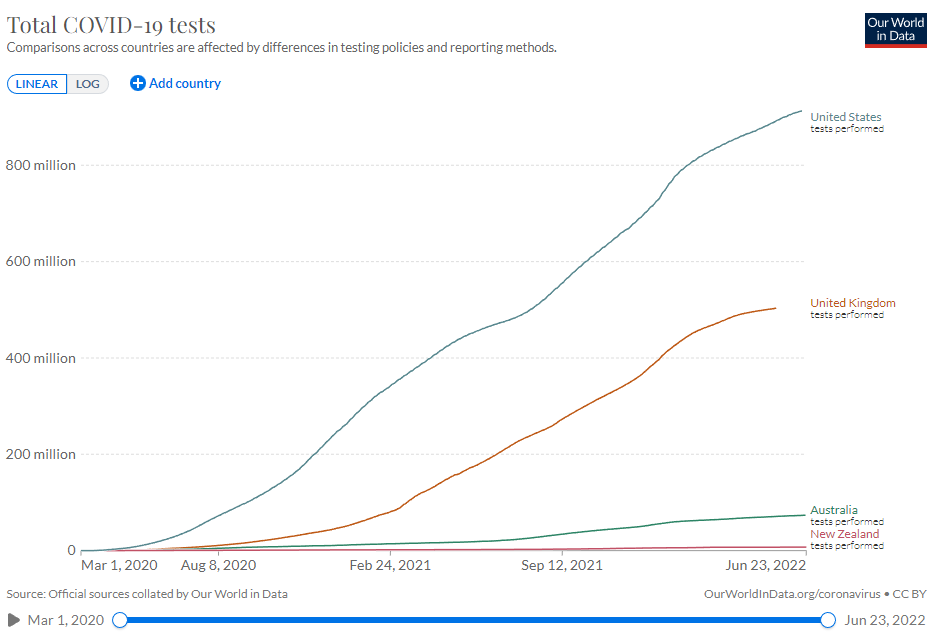 Total COVID-19 tests
Comparisons across countries are affected by differences in testing policies and reporting methods.
Our World
in Data
LINEAR LOG Add country
United States
tests performed
800 million
600 million
United Kingdom
tests performed
400 million
200 million
Australia
tests performed
New Zealand
tests performed
0
Mar 1, 2020 Aug 8, 2020 Feb 24, 2021 Sep 12, 2021 Jun 23, 2022
Source: Official sources collated by Our World in Data OurWorldInData.org/coronavirus • CC BY
Mar 1, 2020 Jun 23, 2022